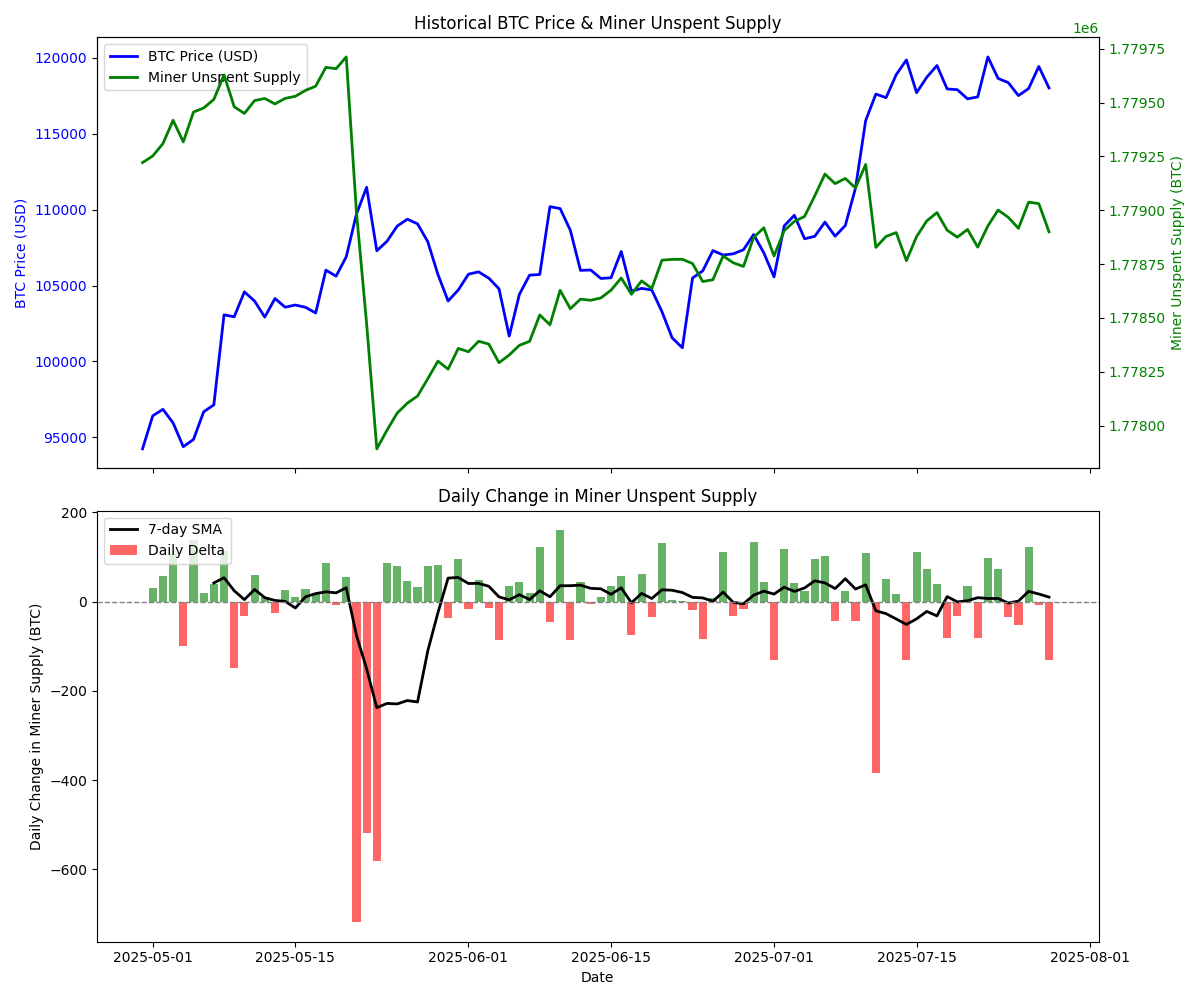 Historical BTC Price & Miner Unspent Supply
1e6
BTC Price (USD)
Miner Unspent Supply
120000
115000
110000
105000
100000
95000
BTC Price (USD)
1.77975
1.77950
1.77925
1.77900
1.77875
1.77850
1.77825
1.77800
Miner Unspent Supply (BTC)
Daily Change in Miner Unspent Supply
7-day SMA
Daily Delta
200
0
−200
−400
−600
Daily Change in Miner Supply (BTC)
2025-05-01
2025-05-15
2025-06-01
2025-06-15
2025-07-01
2025-07-15
2025-08-01
Date